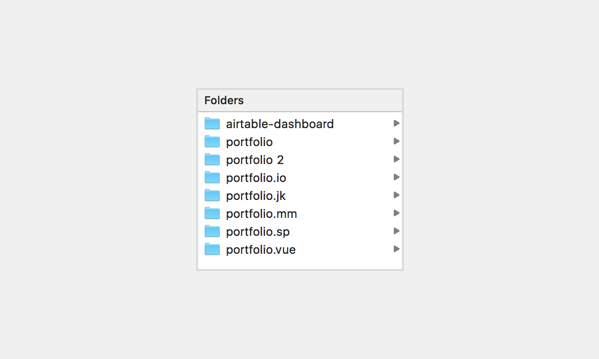 Folders
airtable-dashboard
portfolio
portfolio 2
portfolio.io
portfolio.jk
portfolio.mm
portfolio.sp
portfolio.vue